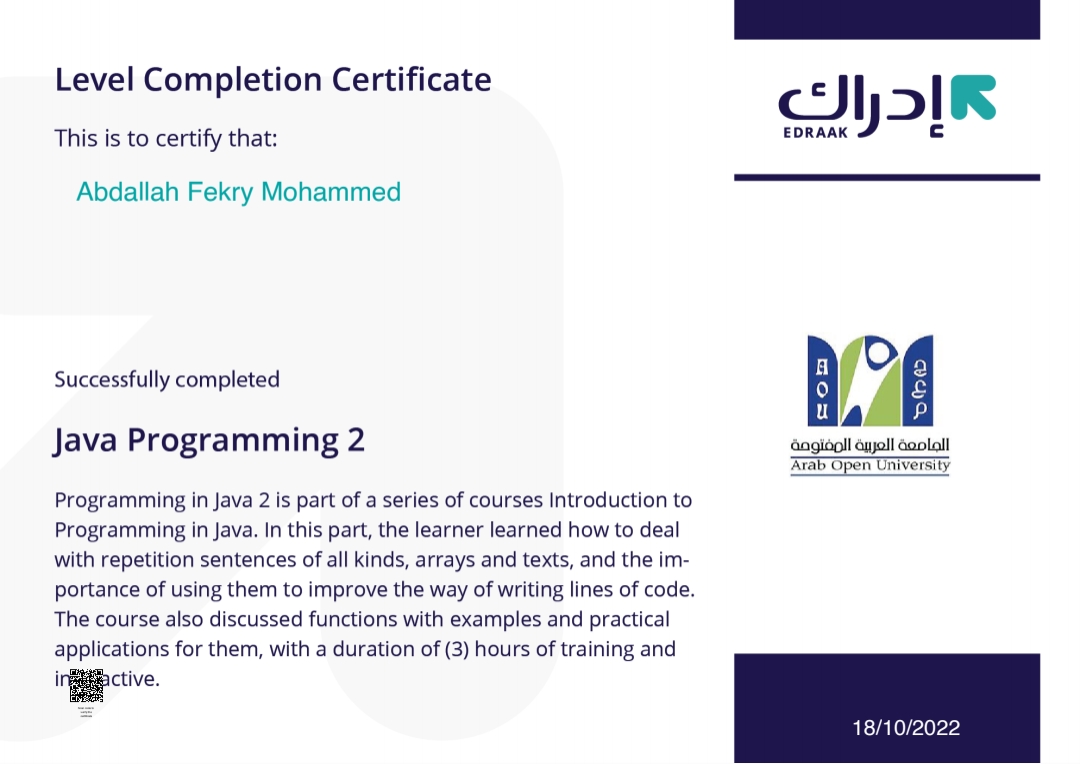 Level Completion Certificate
This is to certify that:
Abdallah Fekry Mohammed
Successfully completed
Java Programming 2
Programming in Java 2 is part of a series of courses Introduction to
Programming in Java. In this part, the learner learned how to deal
with repetition sentences of all kinds, arrays and texts, and the im-
portance of using them to improve the way of writing lines of code.
The course also discussed functions with examples and practical
applications for them, with a duration of (3) hours of training and
active.
إدراك
EDRAAK
AOU
م ع ج
الجامعة العربية المفتوحة
Arab Open University
18/10/2022